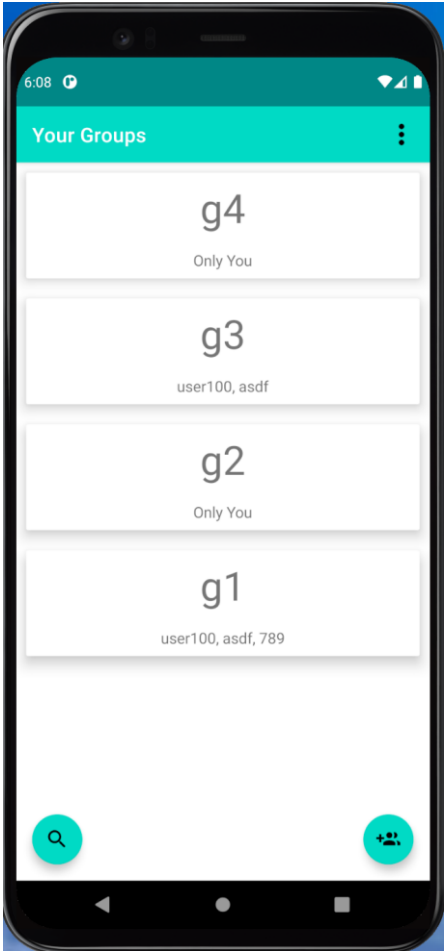 6:08
Your Groups
g4
Only You
g3
user100, asdf
g2
Only You
g1
user100, asdf, 789